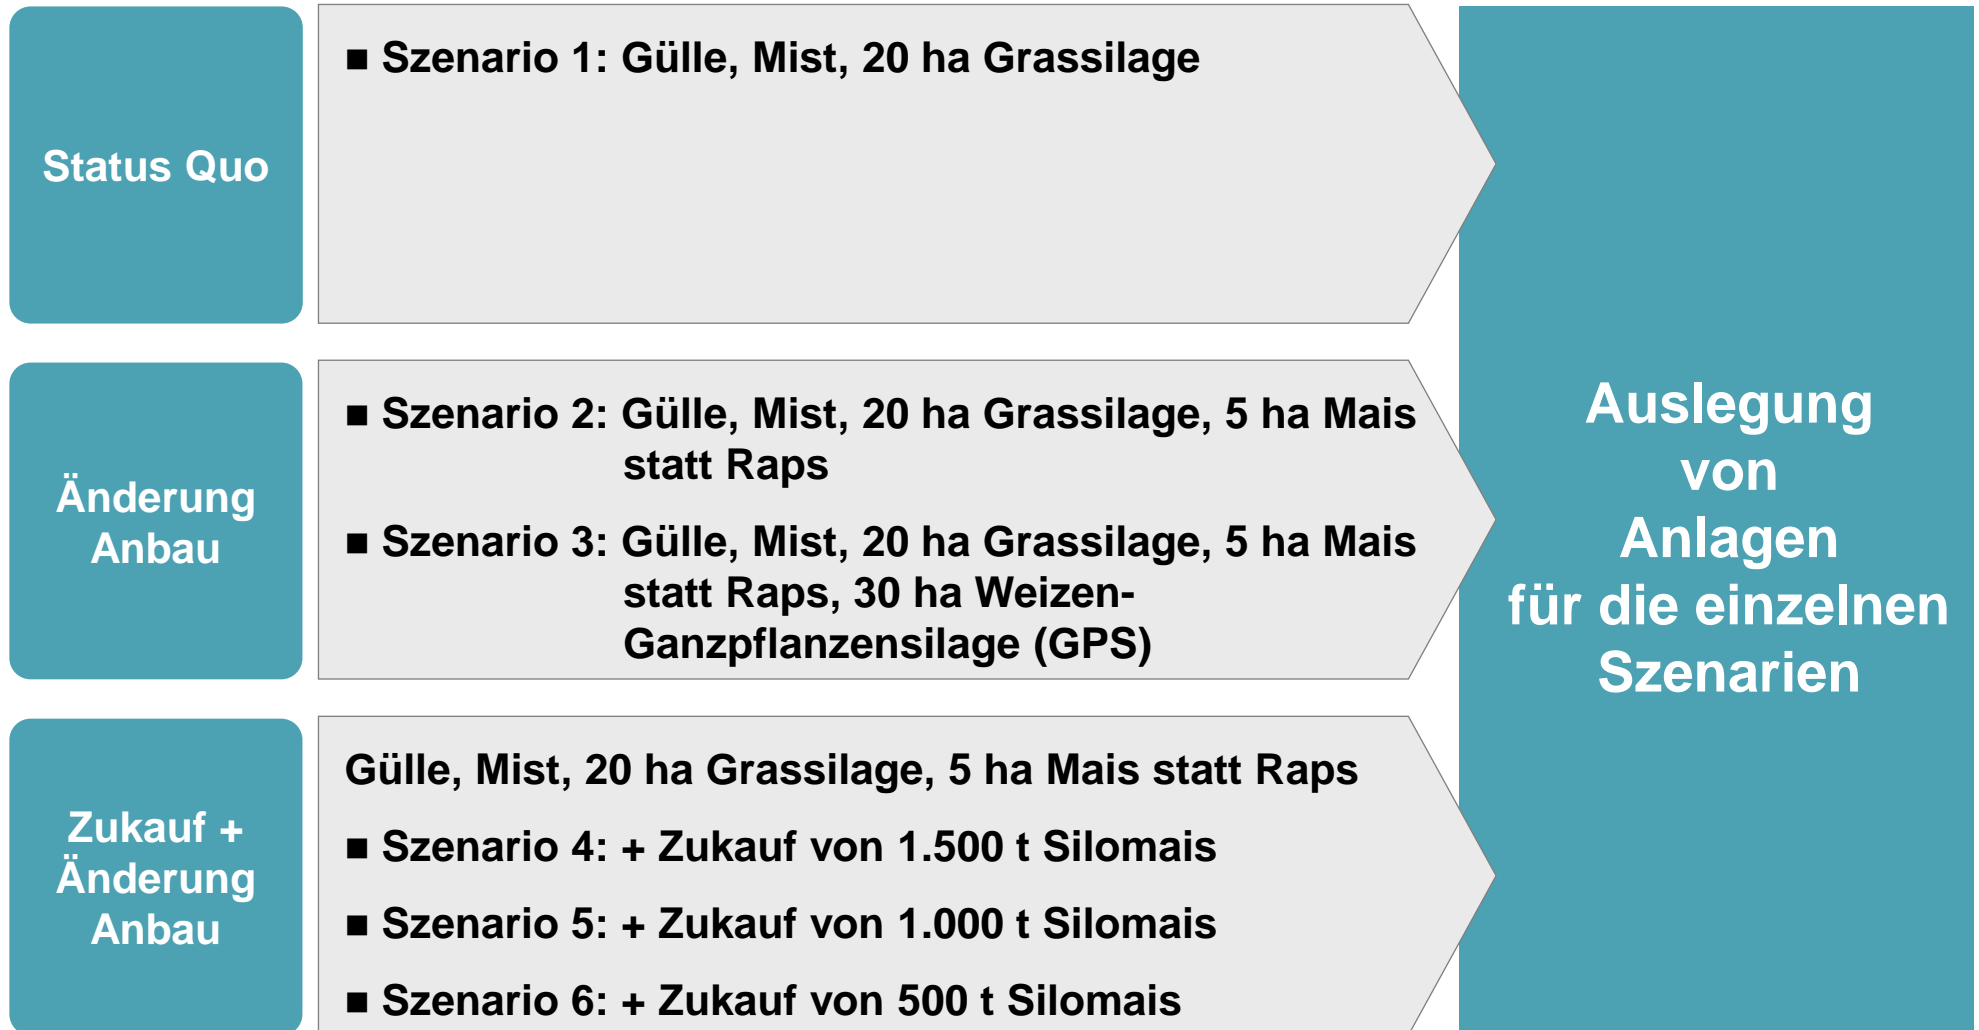 Status Quo
■ Szenario 1: Gülle, Mist, 20 ha Grassilage
Änderung
Anbau
■ Szenario 2: Gülle, Mist, 20 ha Grassilage, 5 ha Mais
statt Raps
■ Szenario 3: Gülle, Mist, 20 ha Grassilage, 5 ha Mais
statt Raps, 30 ha Weizen-
Ganzpflanzensilage (GPS)
Zukauf +
Änderung
Anbau
Gülle, Mist, 20 ha Grassilage, 5 ha Mais statt Raps
■ Szenario 4: + Zukauf von 1.500 t Silomais
■ Szenario 5: + Zukauf von 1.000 t Silomais
■ Szenario 6: + Zukauf von 500 t Silomais
Auslegung
von
Anlagen
für die einzelnen
Szenarien